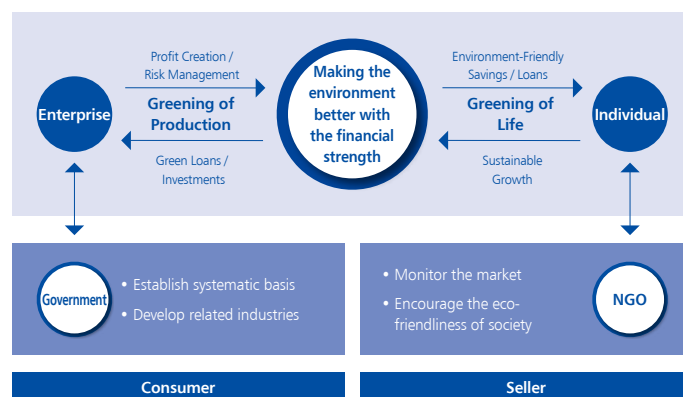 Profit Creation /
Risk Management
Enterprise
Greening of
Production
Green Loans /
Investments
Making the
environment
better with
the financial
strength
Environment-Friendly
Savings / Loans
Greening of
Life
Sustainable
Growth
Individual
Government
• Establish systematic basis
• Develop related industries
• Monitor the market
• Encourage the eco-
friendliness of society
NGO
Consumer
Seller